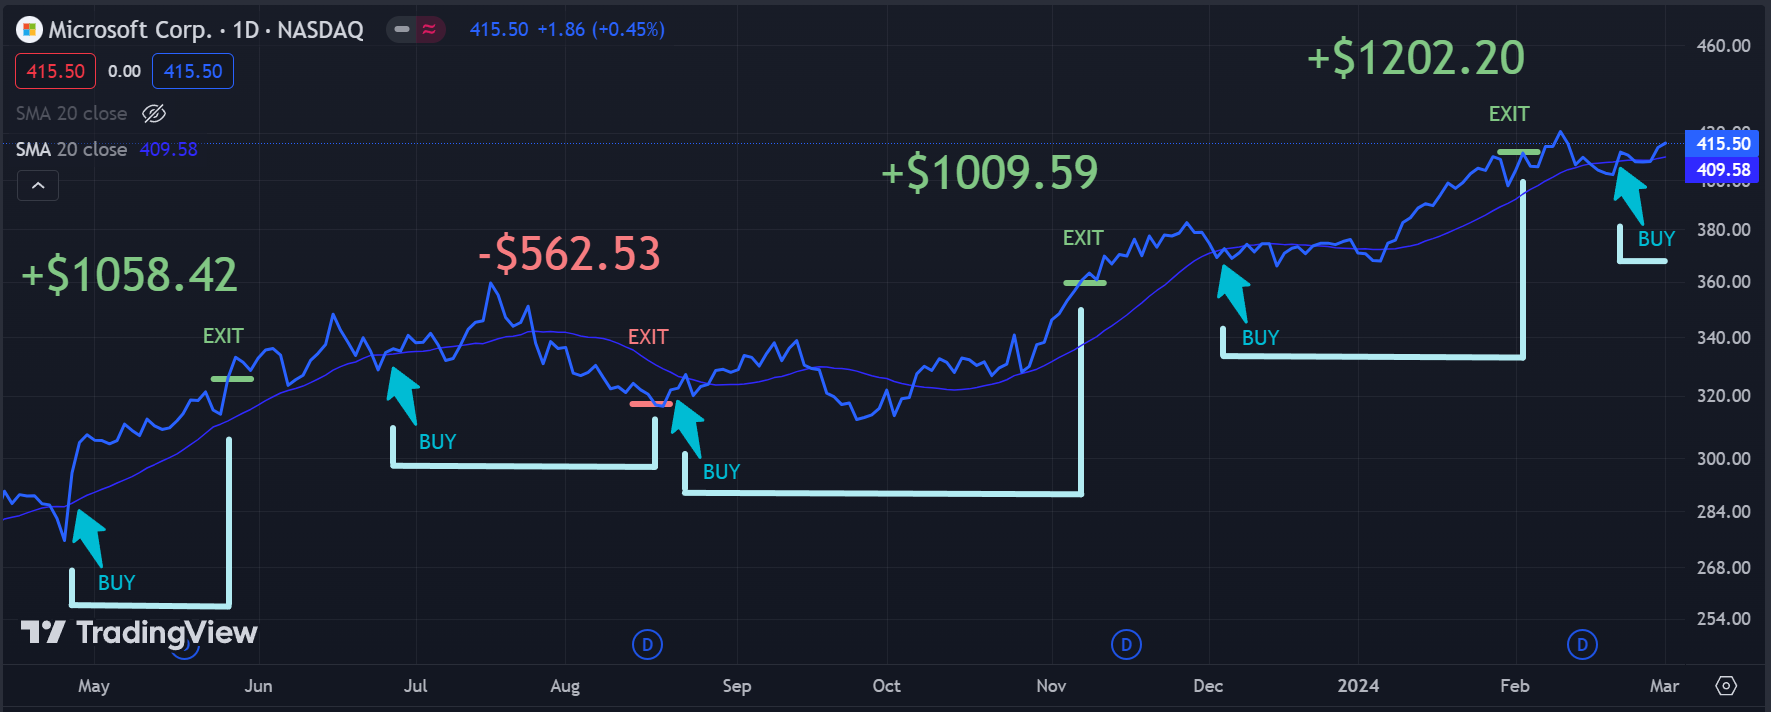 Microsoft Corp. · 1D · NASDAQ 415.50 +1.86 (+0.45%)
415.50 0.00 415.50
SMA 20 close
SMA 20 close 409.58
+$1202.20
EXIT
+$1009.59
EXIT
-$562.53
EXIT
+$1058.42
EXIT
BUY
BUY
BUY
BUY
BUY
460.00
415.50
409.58
380.00
360.00
340.00
320.00
300.00
284.00
268.00
254.00
TradingView
D D D
May Jun Jul Aug Sep Oct Nov Dec 2024 Feb Mar